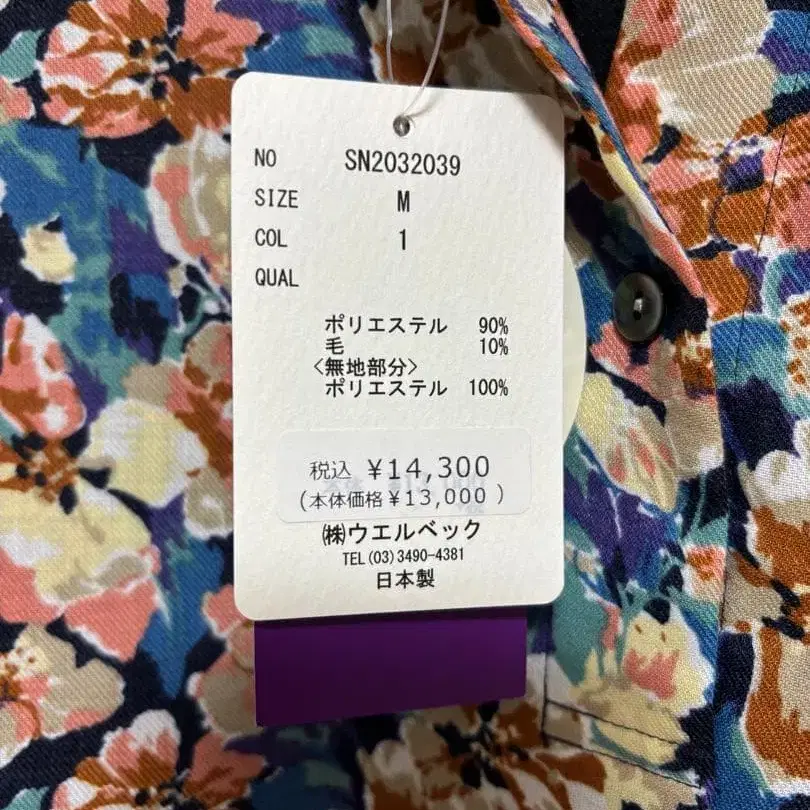 NO SN2032039
SIZE M
COL 1
QUAL
ポリエステル 90%
毛 10%
<無地部分>
ポリエステル 100%
税込 ¥14,300
(本体価格¥13,000)
㈱ウエルベック
TEL(03)3490-4381
日本製